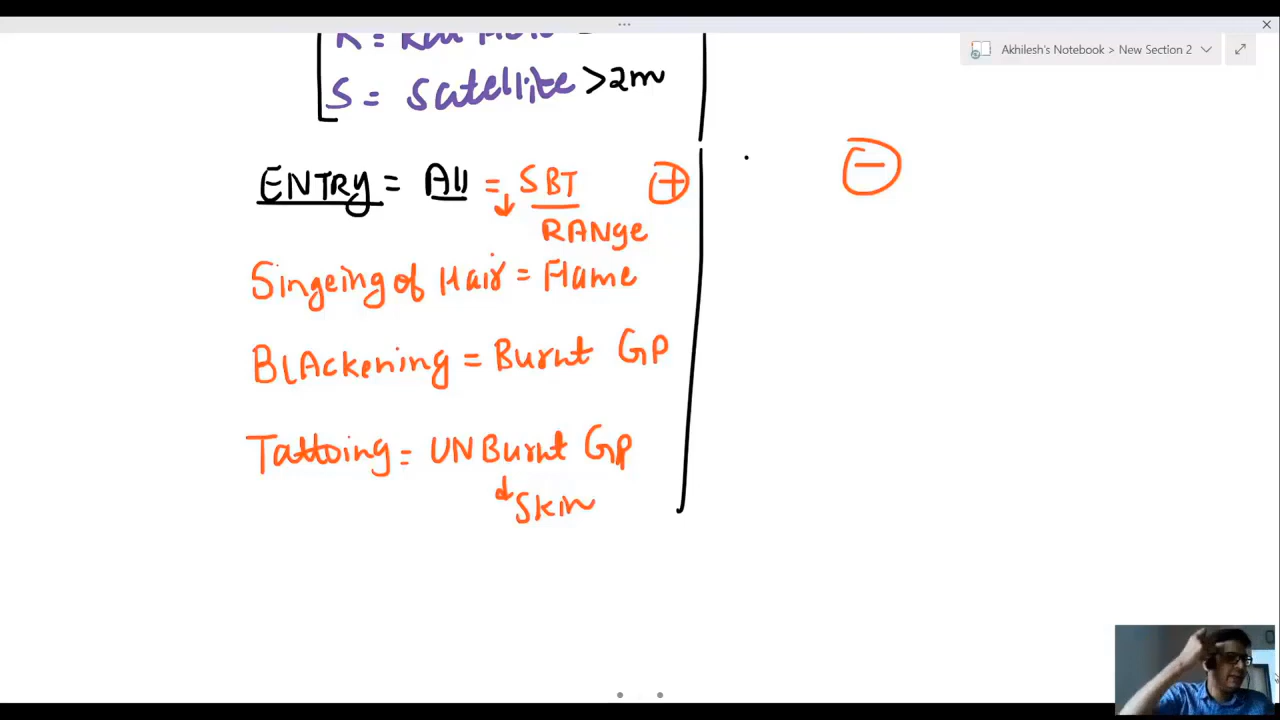 Akhilesh's Notebook > New Section 2
S = Satellite >2m
ENTRY = All = SBT ⊕ ⊖
↓
RANge
Singeing of Hair = Flame
BlAckening = Burnt GP
Tattoing = UNBurnt GP
↓ Skin